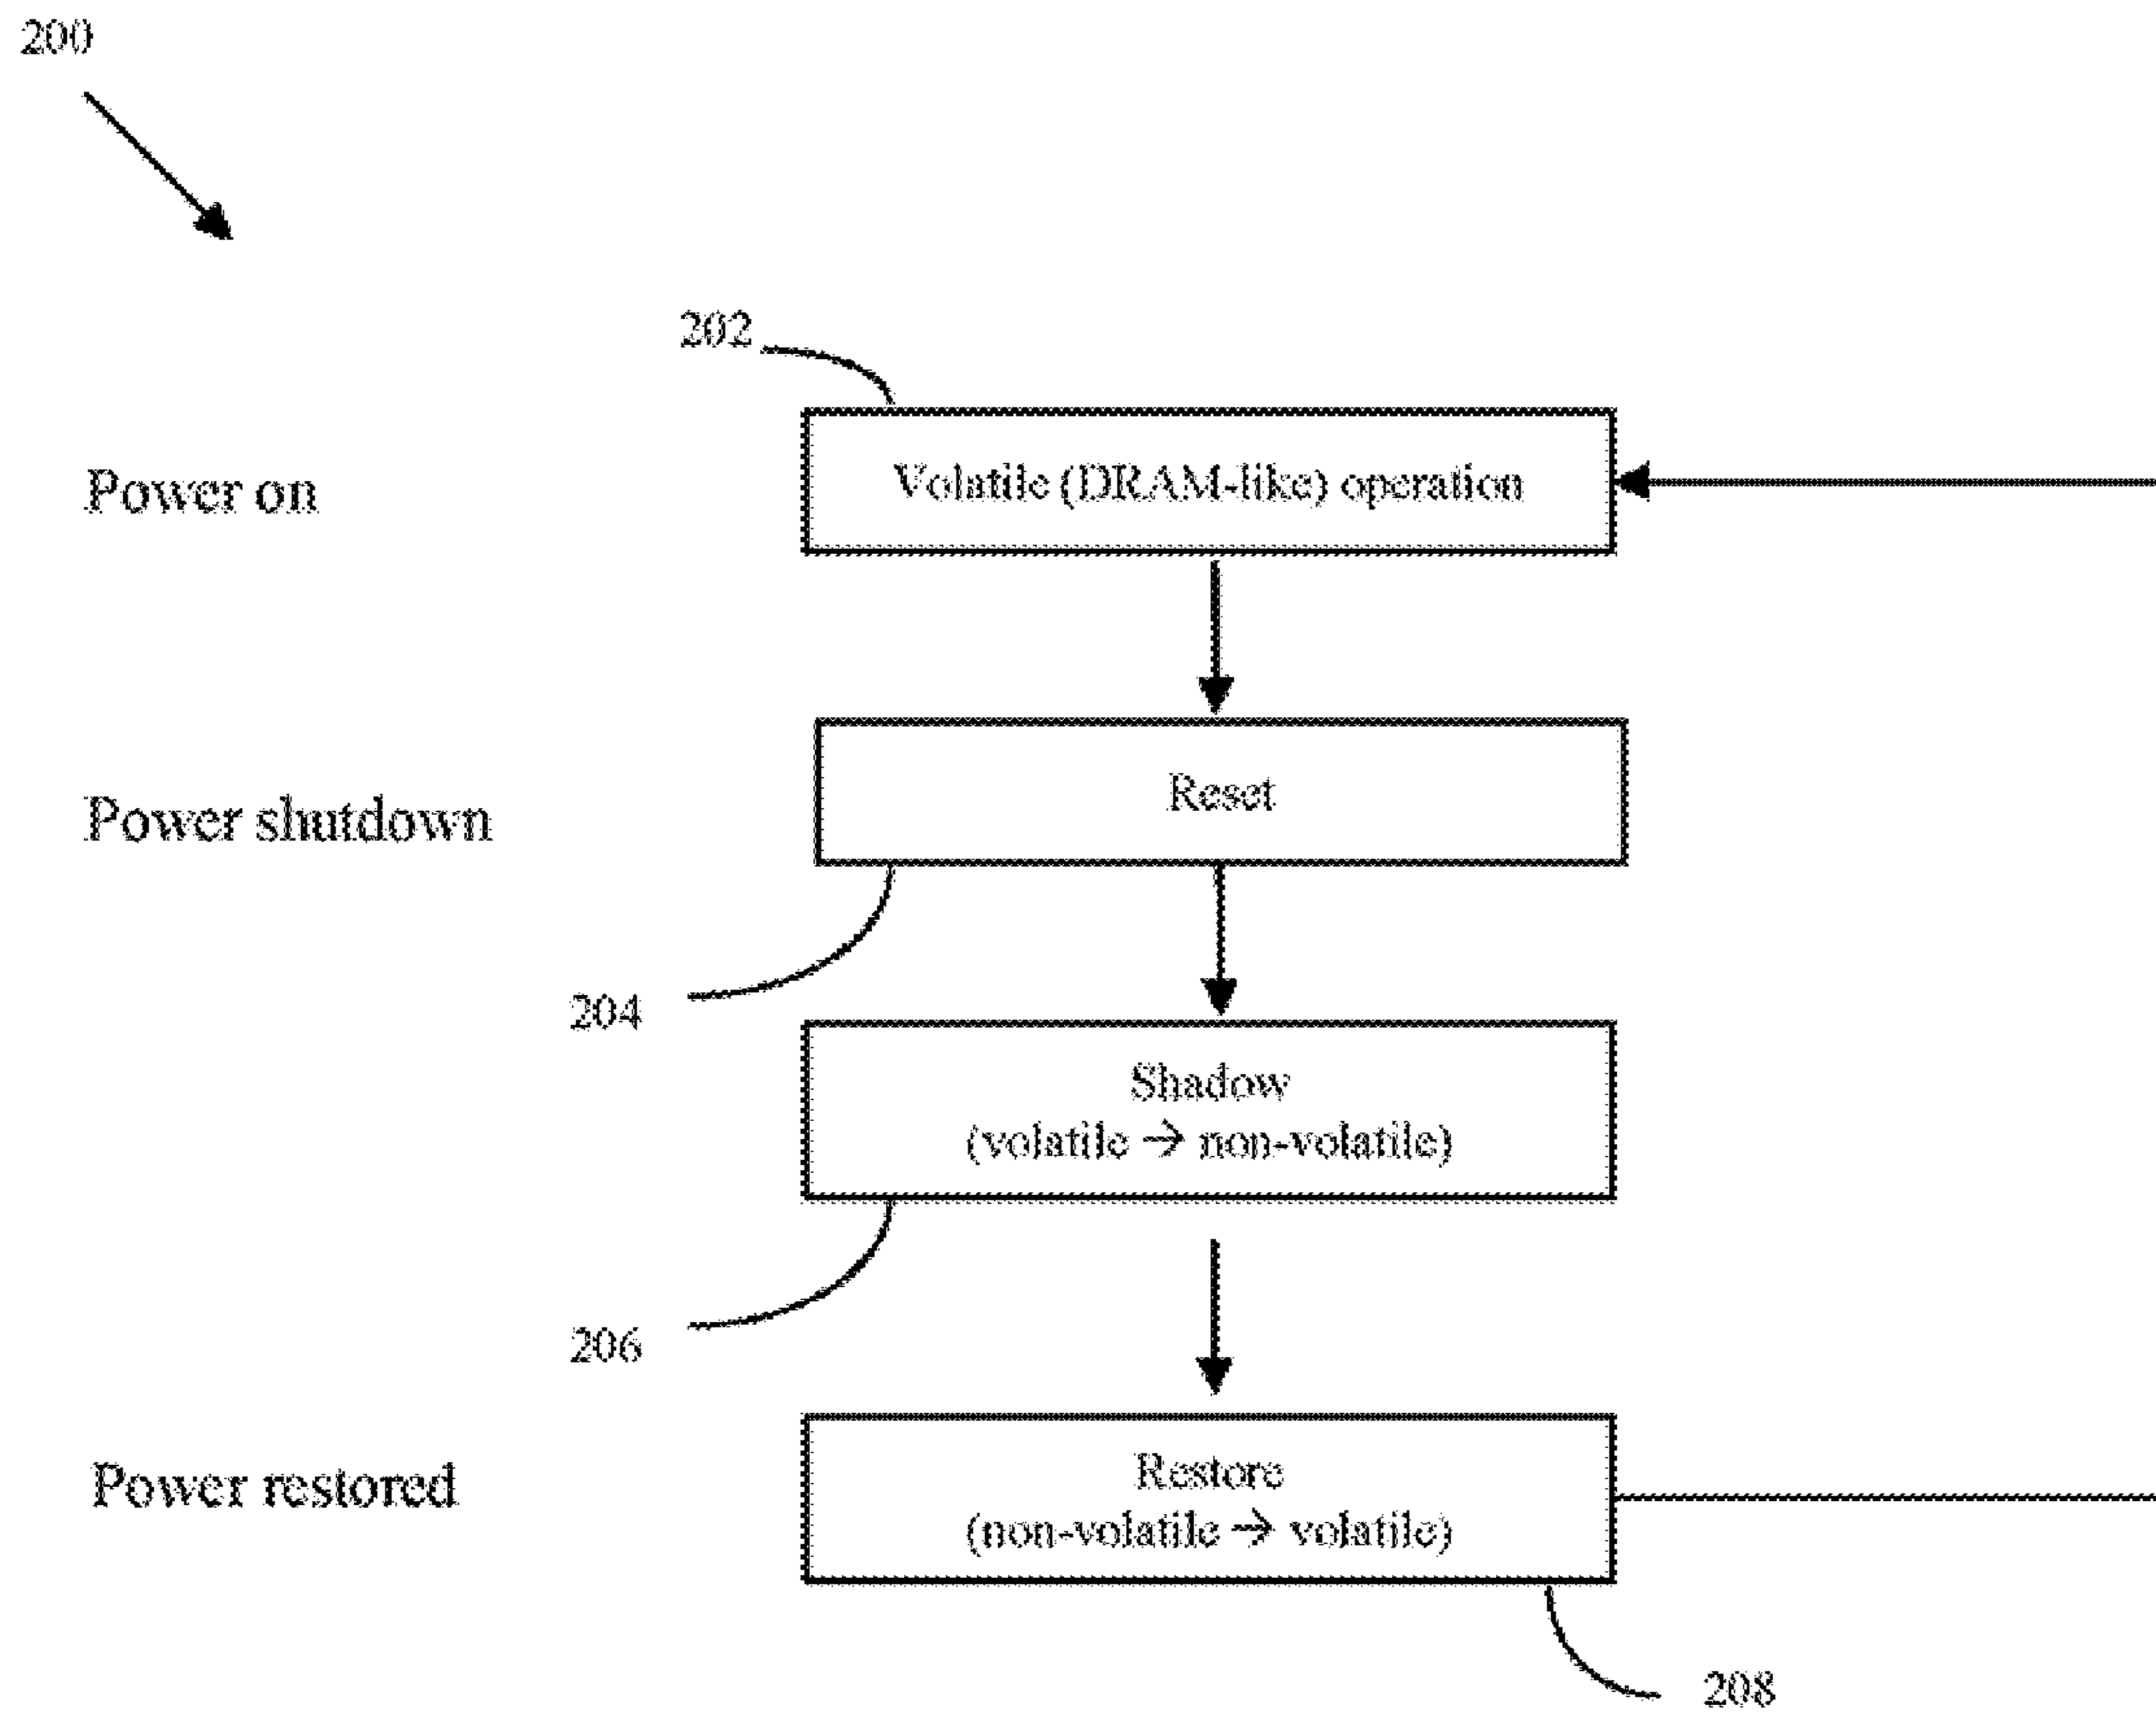 200
202
Power on
Volatile (DRAM-like) operation
Power shutdown
Reset
204
Shadow
(volatile → non-volatile)
206
Power restored
Restore
(non-volatile → volatile)
208